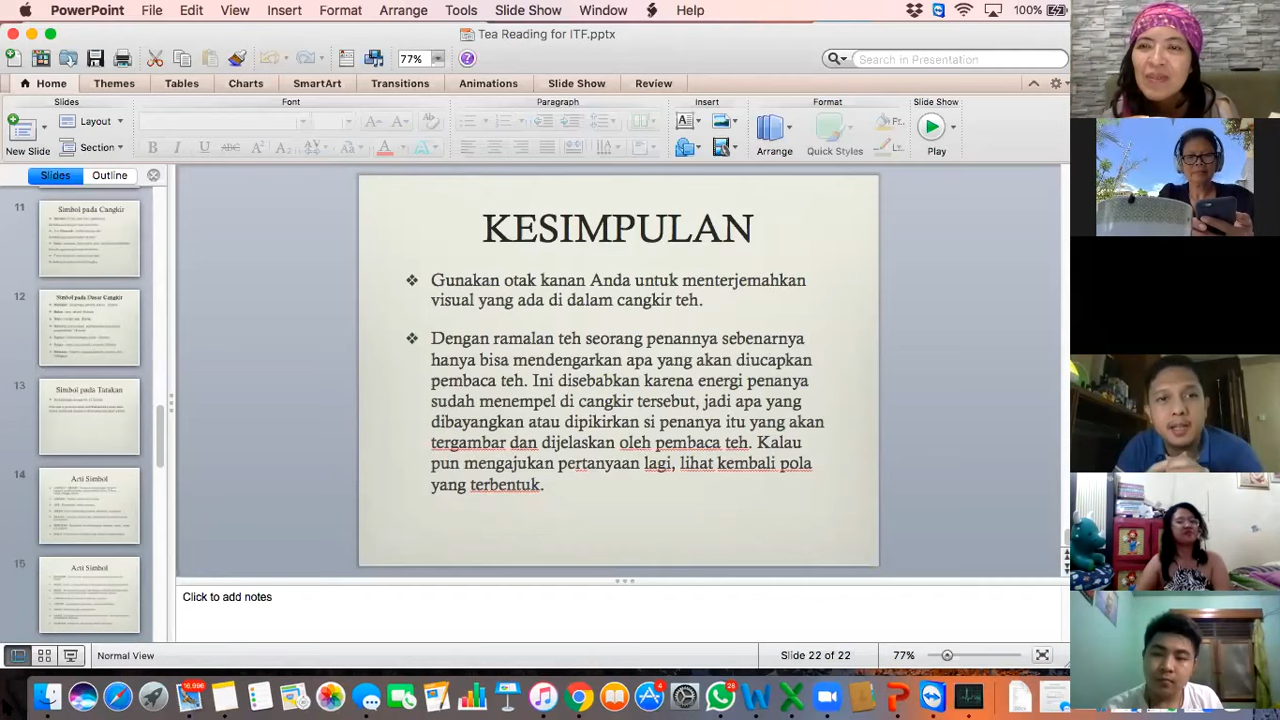 PowerPoint File Edit View Insert Format Arrange Tools Slide Show Window Help 100%
Tea Reading for ITF.pptx
77% Search in Presentation
Home Themes Tables Charts SmartArt Transitions Animations Slide Show Review
Slides Font Paragraph Insert Format Slide Show
Layout
Section
New Slide Arrange Quick Styles Play
Slides Outline
11 Simbol pada Cangkir
12 Simbol pada Dasar Cangkir
13 Simbol pada Tatakan
14 Arti Simbol
15 Arti Simbol
KESIMPULAN
Gunakan otak kanan Anda untuk menterjemahkan
visual yang ada di dalam cangkir teh.
Dengan ramalan teh seorang penannya sebenarnya
hanya bisa mendengarkan apa yang akan diucapkan
pembaca teh. Ini disebabkan karena energi penanya
sudah menempel di cangkir tersebut, jadi apa yang
dibayangkan atau dipikirkan si penanya itu yang akan
tergambar dan dijelaskan oleh pembaca teh. Kalau
pun mengajukan pertanyaan lagi, lihat kembali pola
yang terbentuk.
Click to add notes
Normal View Slide 22 of 22 77%
16,996 4 28